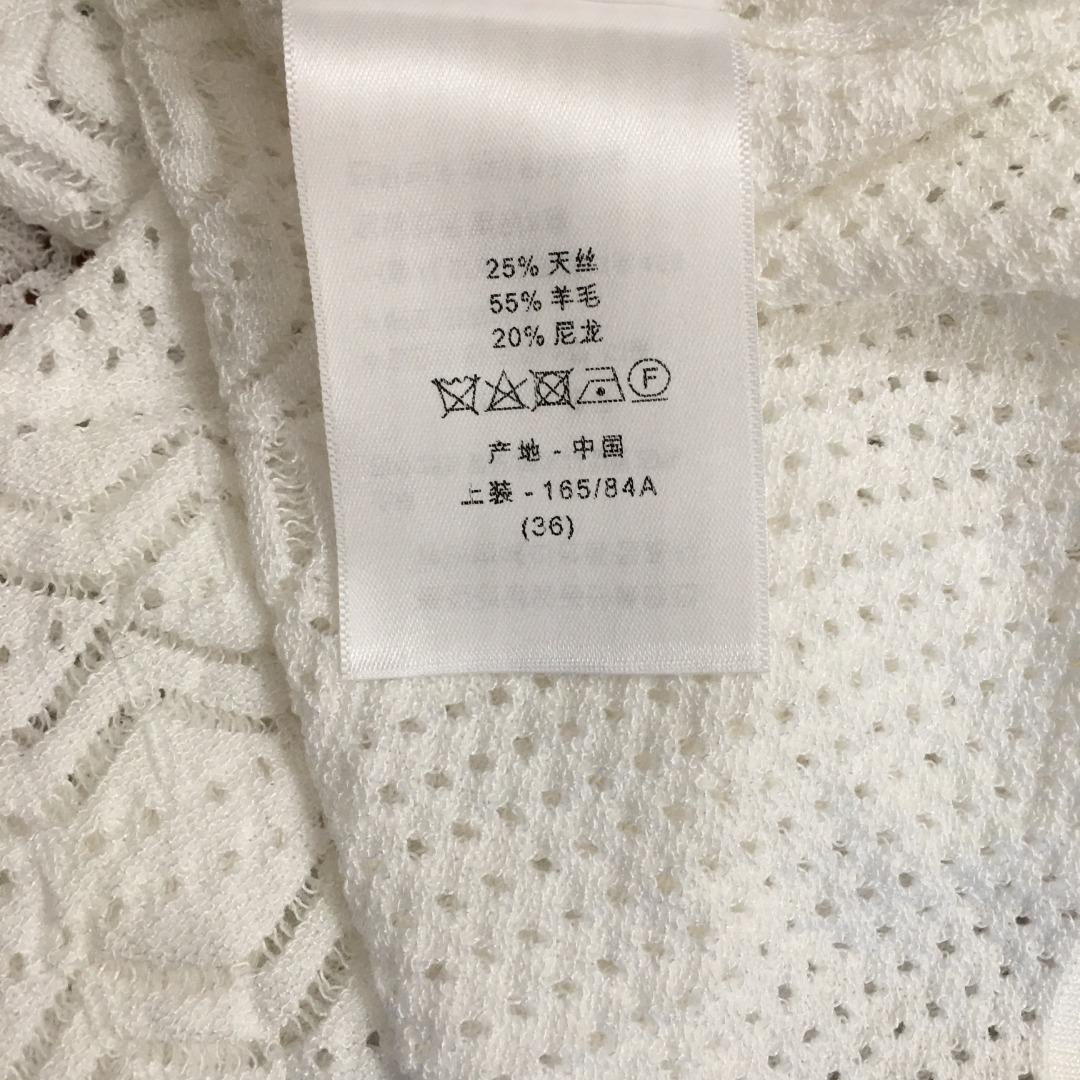 25% 天丝
55% 羊毛
20% 尼龙
F
产地 - 中国
上装 - 165/84A
(36)